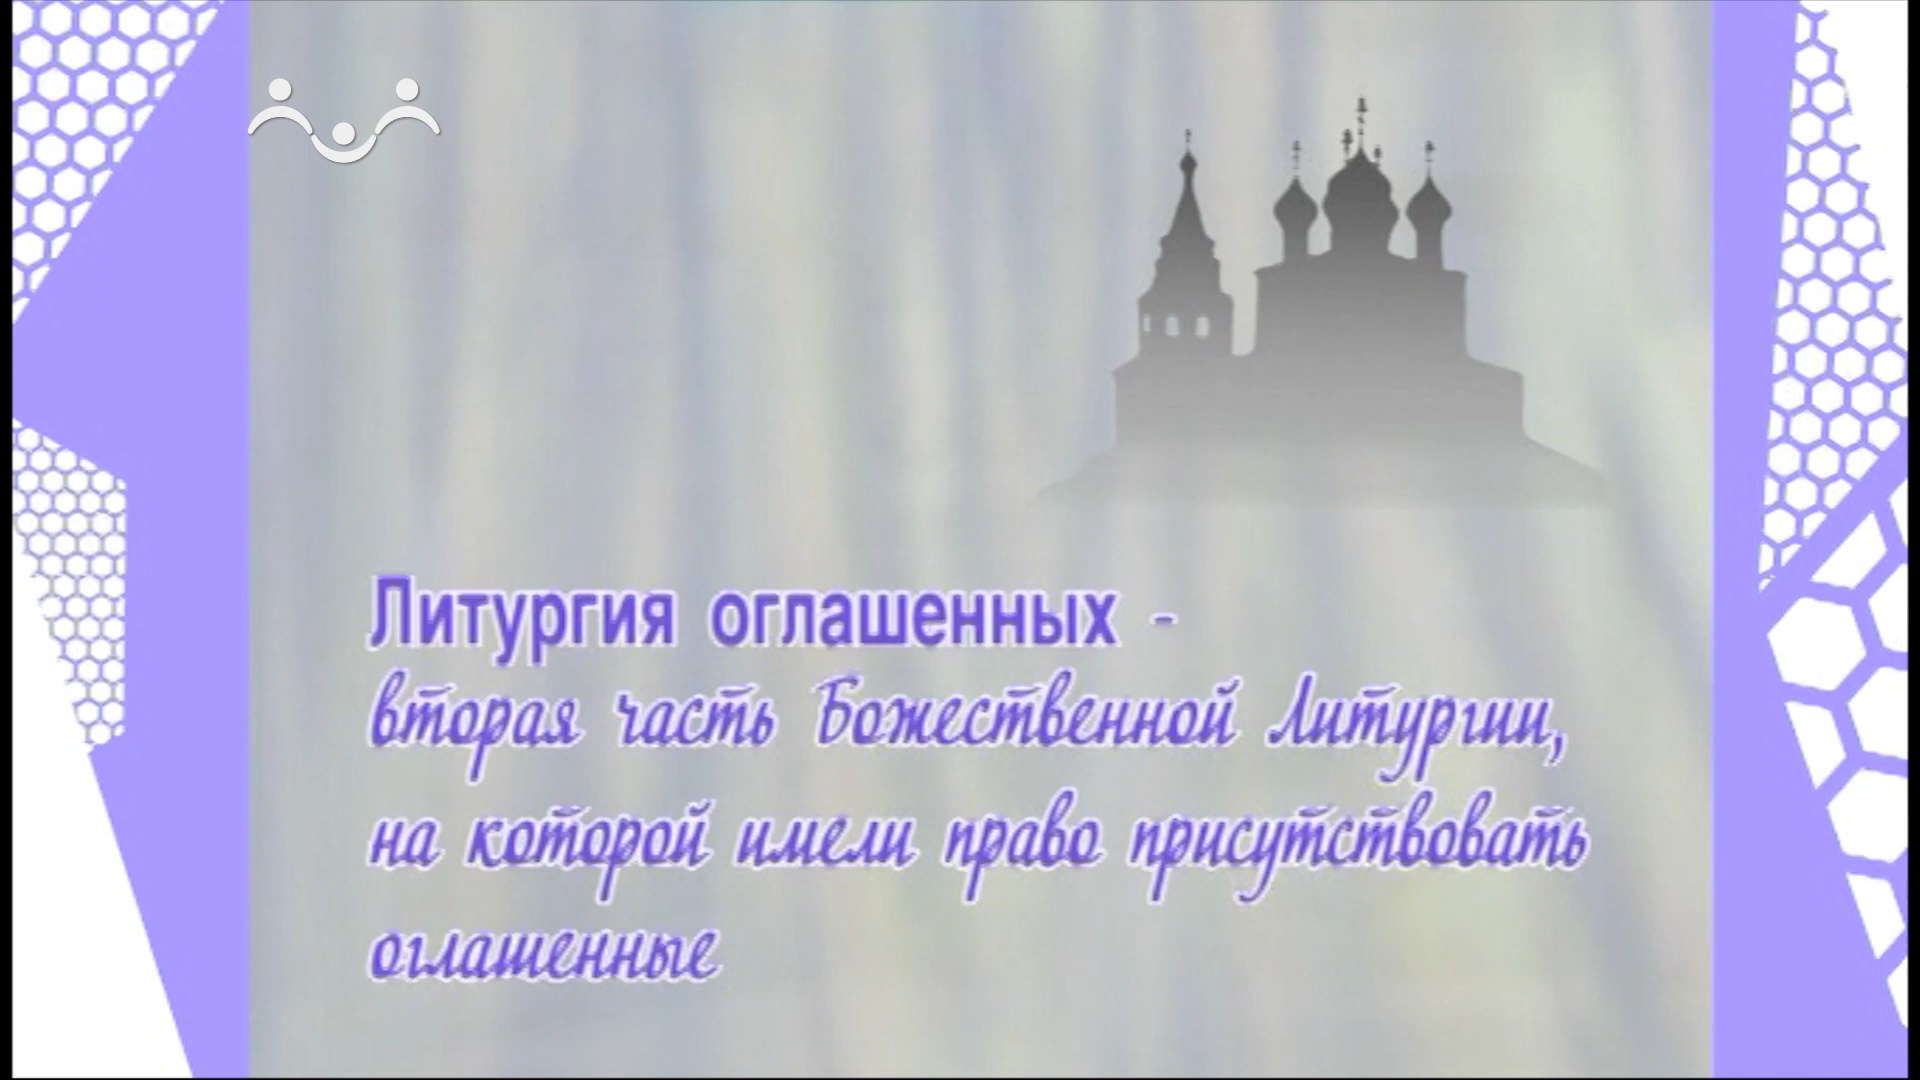 Литургия оглашенных -
вторая часть Божественной Литургии,
на которой имели право присутствовать
оглашенные